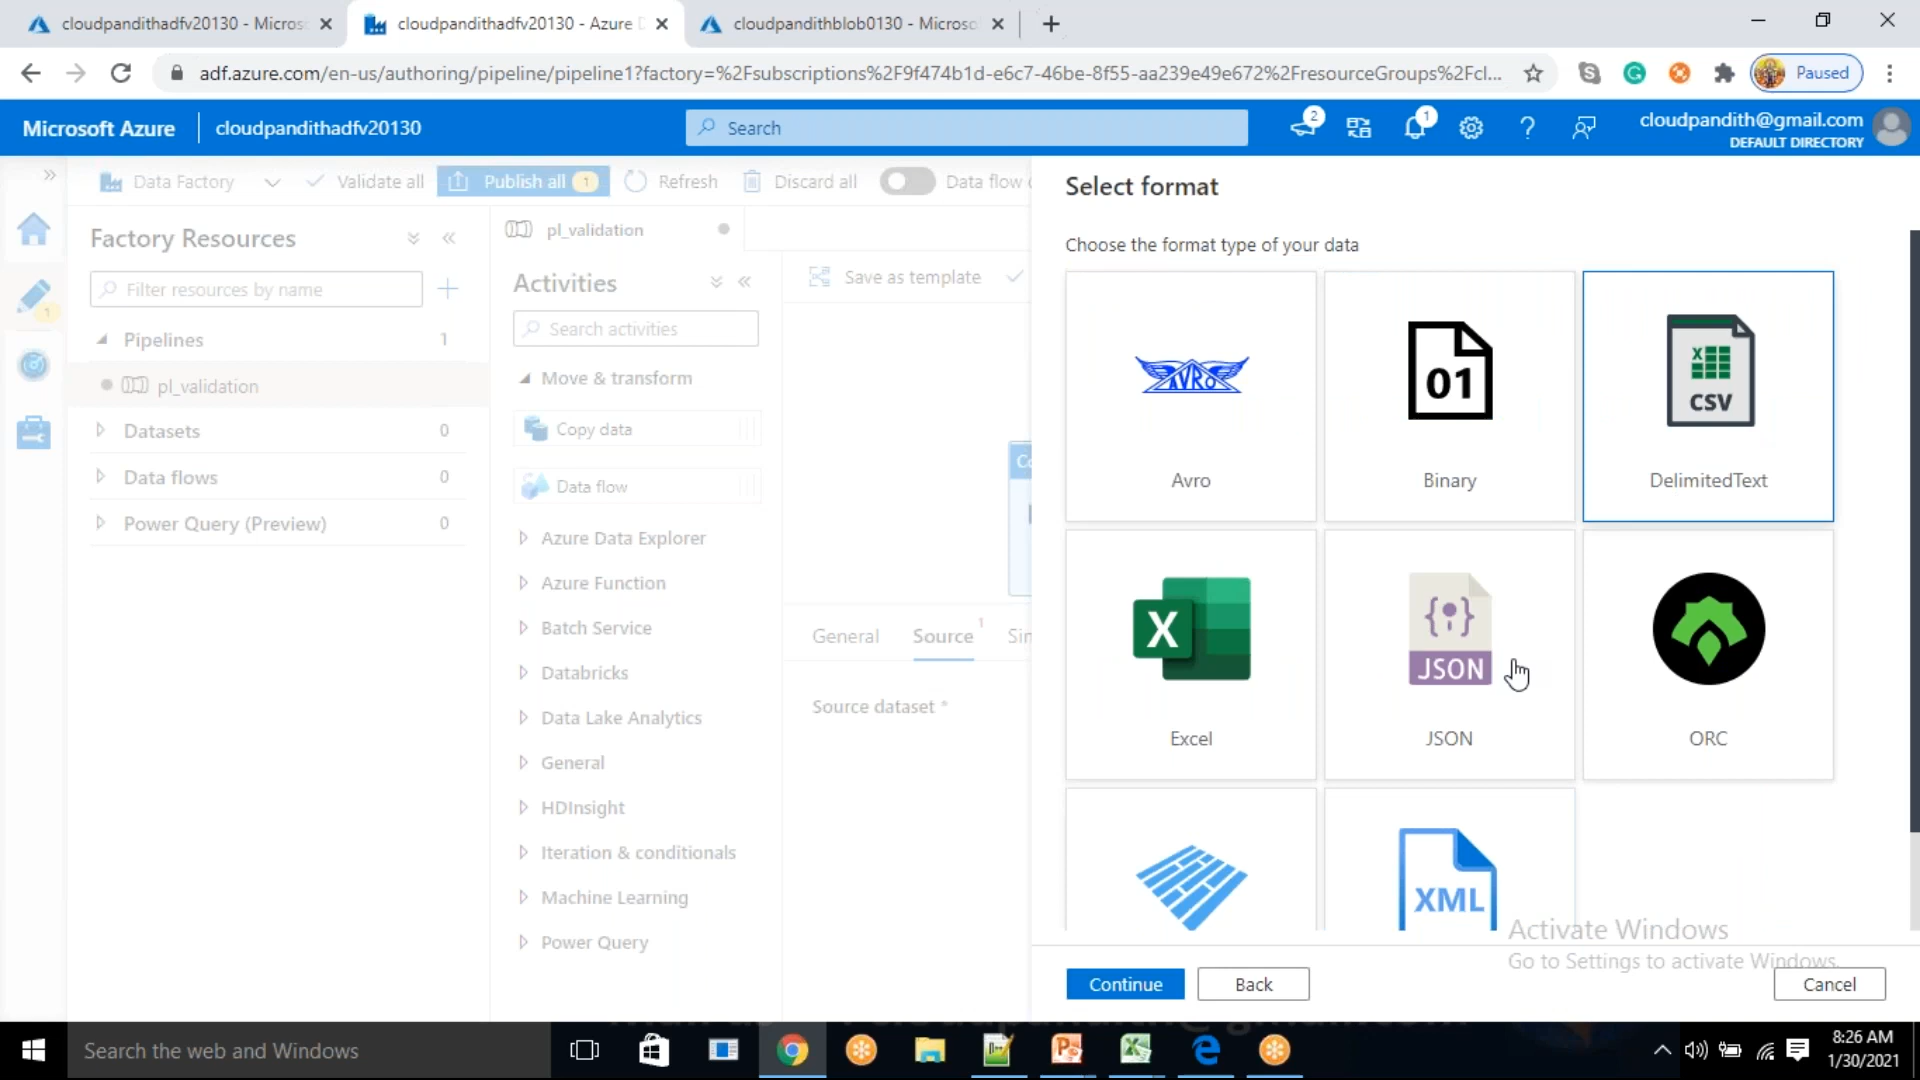 cloudpandithadfv20130 - Micros
cloudpandithadfv20130 - Azure D
cloudpandithblob0130 - Microso
adf.azure.com/en-us/authoring/pipeline/pipeline1?factory=%2Fsubscriptions%2F9f474b1d-e6c7-46be-8f55-aa239e49e672%2FresourceGroups%2Fcl...
Paused
Microsoft Azure
cloudpandithadfv20130
Search
2
1
cloudpandith@gmail.com
DEFAULT DIRECTORY
Data Factory
Validate all
Publish all 1
Refresh
Discard all
Data flow
Factory Resources
Filter resources by name
Pipelines 1
pl_validation
Datasets 0
Data flows 0
Power Query (Preview) 0
1
pl_validation
Activities
Search activities
Move & transform
Copy data
Data flow
Azure Data Explorer
Azure Function
Batch Service
Databricks
Data Lake Analytics
General
HDInsight
Iteration & conditionals
Machine Learning
Power Query
Save as template
General
Source 1
Source dataset *
Select format
Choose the format type of your data
AVRO
Avro
01
Binary
X
CSV
DelimitedText
X
Excel
JSON
JSON
ORC
XML
Activate Windows
Go to Settings to activate Windows.
Continue
Back
Cancel
Search the web and Windows
8:26 AM
1/30/2021